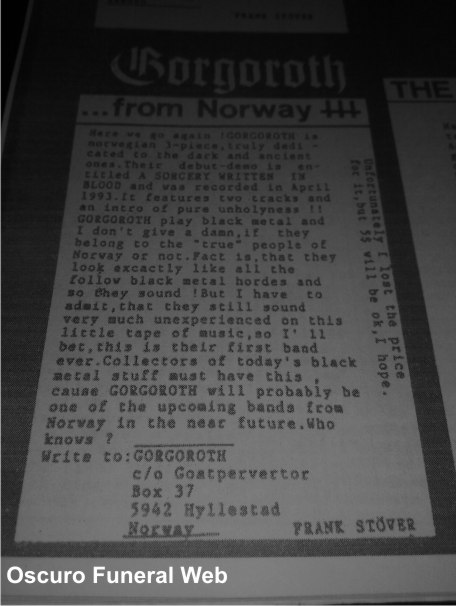 FRANK STÖVER
Gorgoroth
...from Norway
THE
Here we go again !GORGOROTH is
norwegian 3-piece,truly dedi -
cated to the dark and ancient
ones.Their debut-demo is en-
titled A SORCERY WRITTEN IN
BLOOD and was recorded in April
1993.It features two tracks and
an intro of pure unholyness !!
GORGOROTH play black metal and
I don't give a damn,if they
belong to the "true" people of
Norway or not.Fact is,that they
look excactly like all the
follow black metal hordes and
so they sound !But I have to
admit,that they still sound
very much unexperienced on this
little tape of music,so I' ll
bet,this is their first band
ever.Collectors of today's black
metal stuff must have this ,
cause GORGOROTH will probably be
one of the upcoming bands from
Norway in the near future.Who
knows ?
Unfortunately I lost the price
for it,but 5$ will be ok,I hope.
Write to:GORGOROTH
c/o Goatpervertor
Box 37
5942 Hyllestad
Norway
FRANK STÖVER
Oscuro Funeral Web